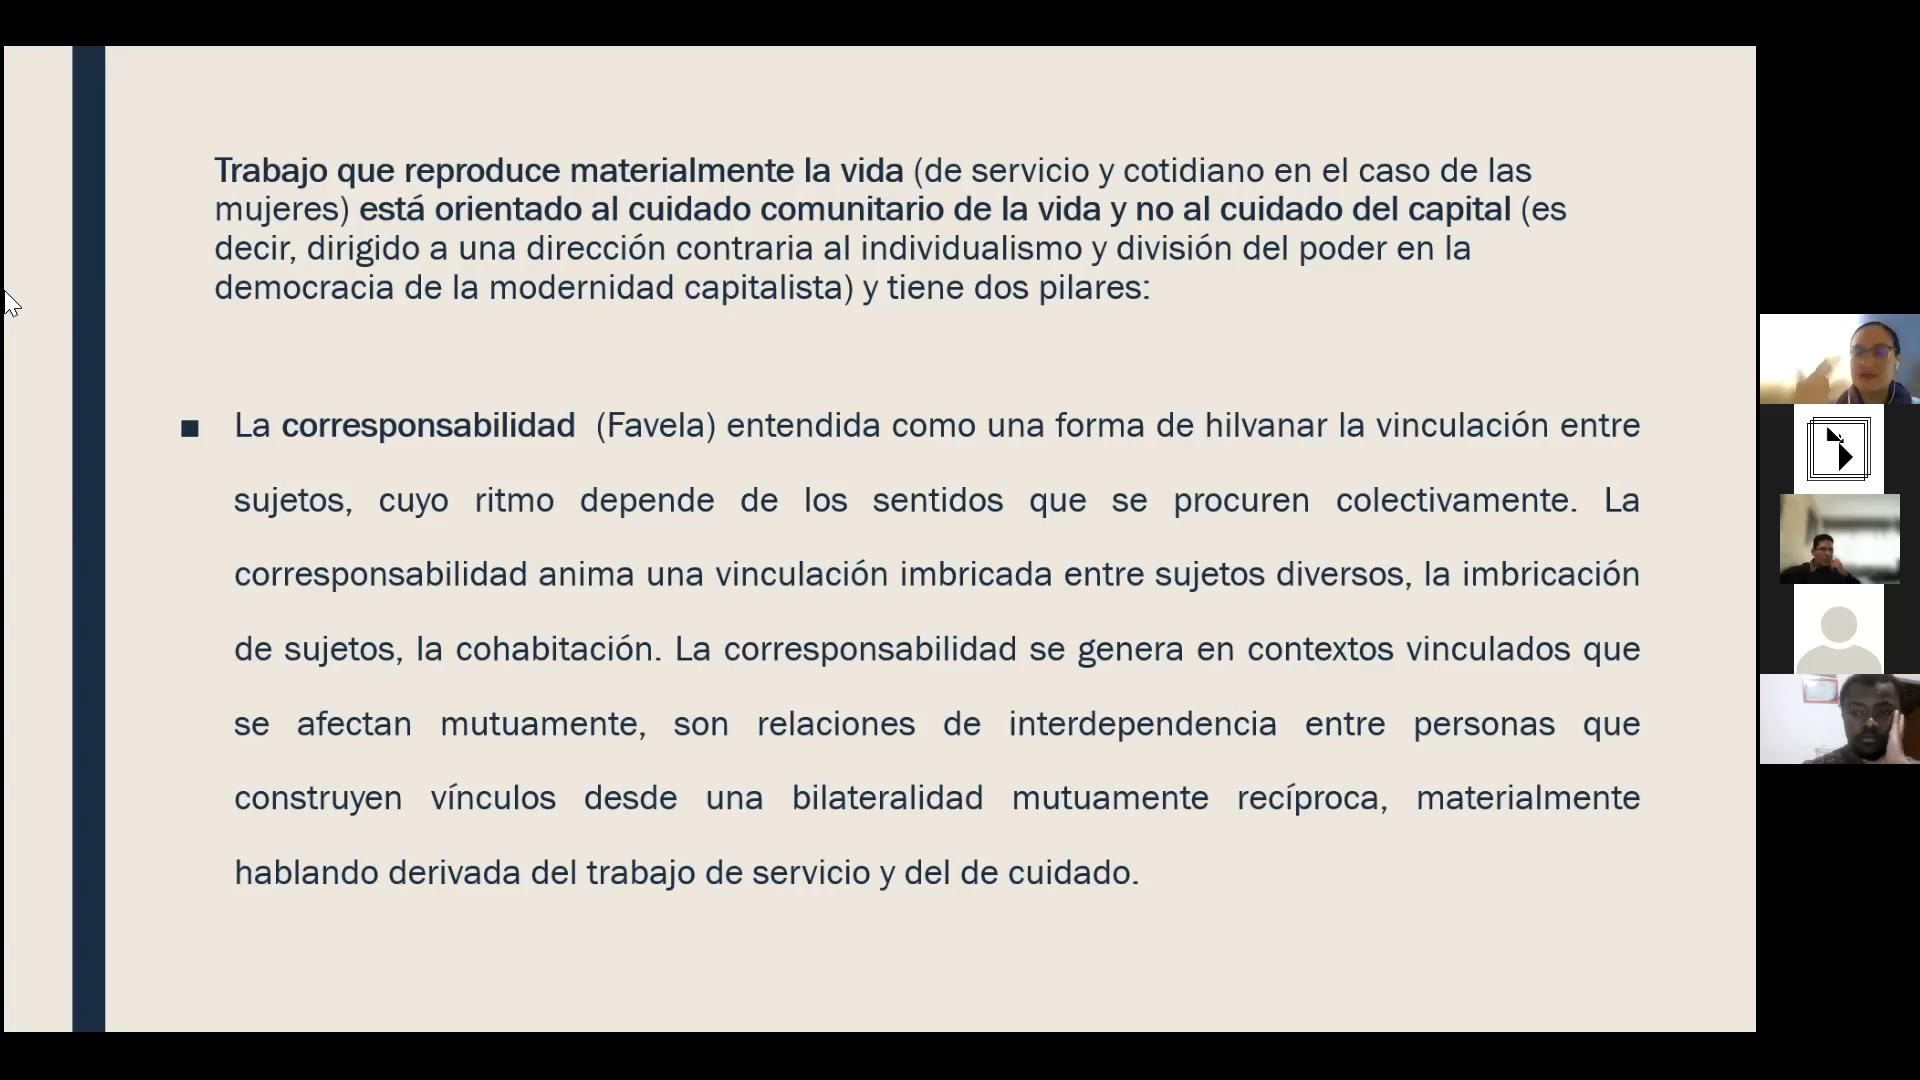 Trabajo que reproduce materialmente la vida (de servicio y cotidiano en el caso de las
mujeres) está orientado al cuidado comunitario de la vida y no al cuidado del capital (es
decir, dirigido a una dirección contraria al individualismo y división del poder en la
democracia de la modernidad capitalista) y tiene dos pilares:
■ La corresponsabilidad (Favela) entendida como una forma de hilvanar la vinculación entre
sujetos, cuyo ritmo depende de los sentidos que se procuren colectivamente. La
corresponsabilidad anima una vinculación imbricada entre sujetos diversos, la imbricación
de sujetos, la cohabitación. La corresponsabilidad se genera en contextos vinculados que
se afectan mutuamente, son relaciones de interdependencia entre personas que
construyen vínculos desde una bilateralidad mutuamente recíproca, materialmente
hablando derivada del trabajo de servicio y del de cuidado.